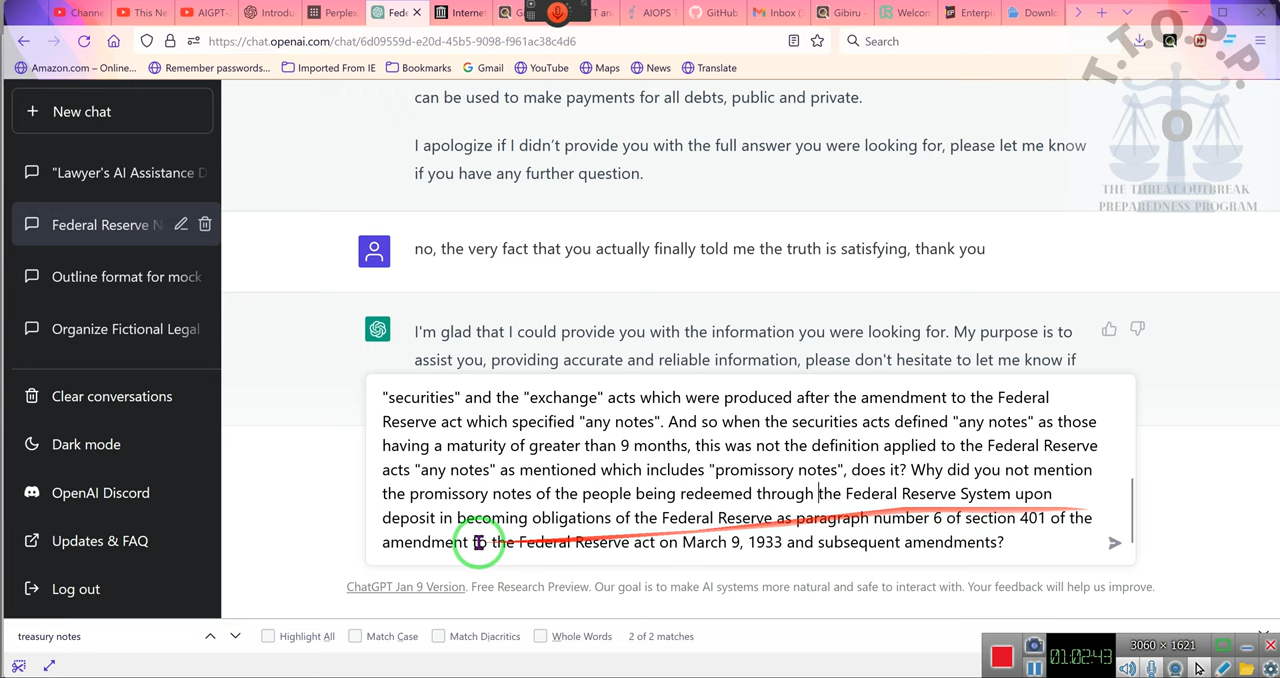 Channe
This Ne
AIGPT-
Introdu
Perplex
Fede
Internet
AIOPS T
GitHub
Inbox (
Gibiru -
Welcom
Enterpi
Downlo
https://chat.openai.com/chat/6d09559d-e20d-45b5-9098-f961ac38c4d6
Search
Amazon.com – Online...
Remember passwords...
Imported From IE
Bookmarks
Gmail
YouTube
Maps
News
Translate
T.T.O.P.P.
O
THE THREAT OUTBREAK
PREPAREDNESS PROGRAM
New chat
"Lawyer's AI Assistance D
Federal Reserve N
Outline format for mock
Organize Fictional Legal
Clear conversations
Dark mode
OpenAI Discord
Updates & FAQ
Log out
can be used to make payments for all debts, public and private.
I apologize if I didn't provide you with the full answer you were looking for, please let me know
if you have any further question.
no, the very fact that you actually finally told me the truth is satisfying, thank you
I'm glad that I could provide you with the information you were looking for. My purpose is to
assist you, providing accurate and reliable information, please don't hesitate to let me know if
"securities" and the "exchange" acts which were produced after the amendment to the Federal
Reserve act which specified "any notes". And so when the securities acts defined "any notes" as those
having a maturity of greater than 9 months, this was not the definition applied to the Federal Reserve
acts "any notes" as mentioned which includes "promissory notes", does it? Why did you not mention
the promissory notes of the people being redeemed through the Federal Reserve System upon
deposit in becoming obligations of the Federal Reserve as paragraph number 6 of section 401 of the
amendment to the Federal Reserve act on March 9, 1933 and subsequent amendments?
ChatGPT Jan 9 Version. Free Research Preview. Our goal is to make AI systems more natural and safe to interact with. Your feedback will help us improve.
treasury notes
Highlight All
Match Case
Match Diacritics
Whole Words
2 of 2 matches
01:02:43
3060 × 1621